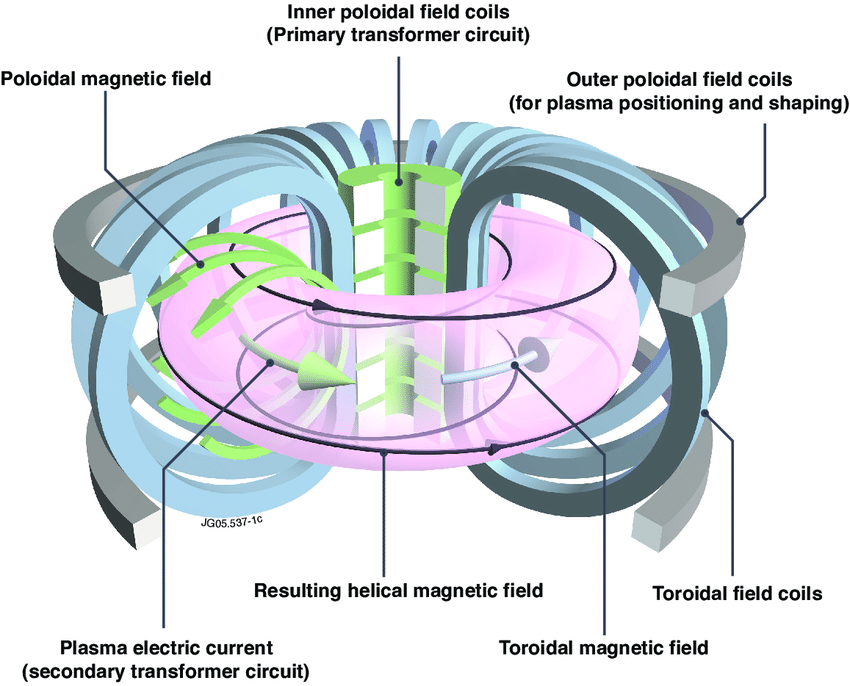 Inner poloidal field coils
(Primary transformer circuit)
Poloidal magnetic field
Outer poloidal field coils
(for plasma positioning and shaping)
JG05.537-1c
Resulting helical magnetic field
Toroidal field coils
Plasma electric current
(secondary transformer circuit)
Toroidal magnetic field